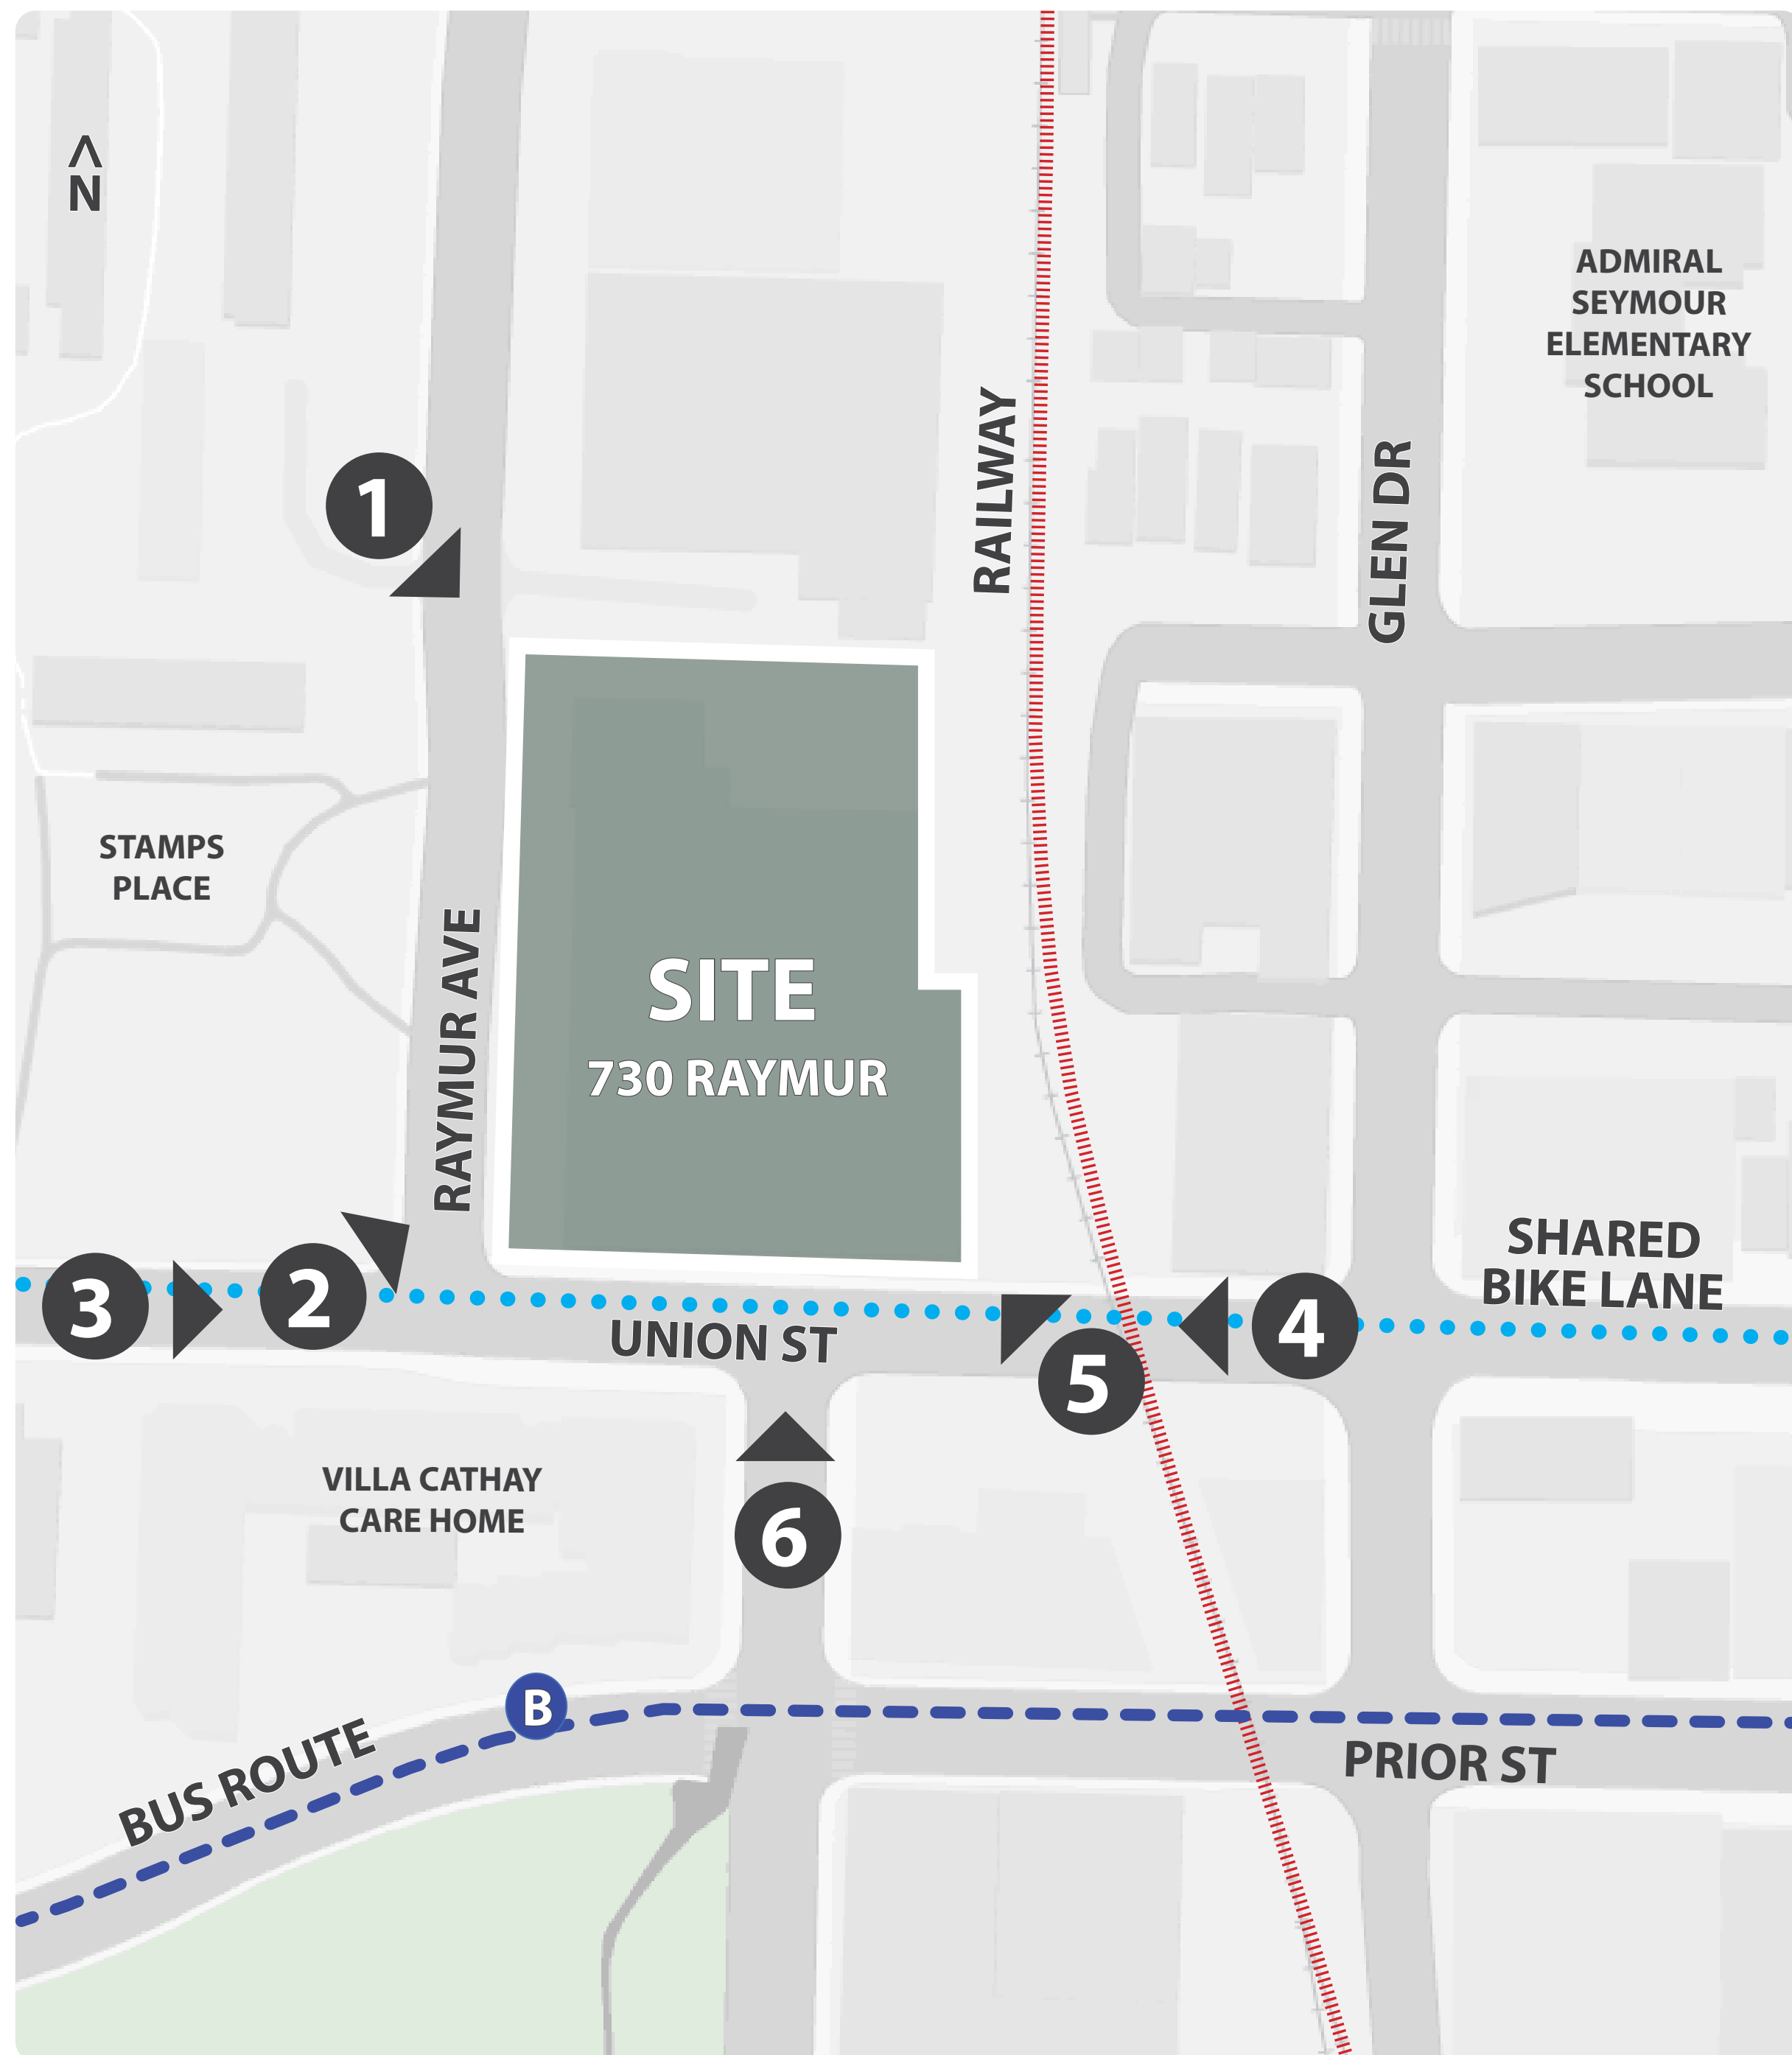 ^
N
ADMIRAL
SEYMOUR
ELEMENTARY
SCHOOL
RAILWAY
GLEN DR
1
STAMPS
PLACE
RAYMUR AVE
SITE
730 RAYMUR
SHARED
BIKE LANE
3
2
4
UNION ST
5
VILLA CATHAY
CARE HOME
6
B
BUS ROUTE
PRIOR ST